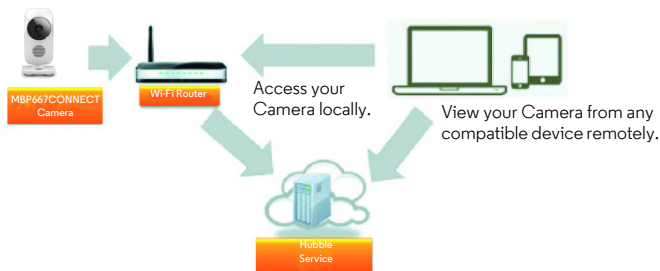 MBP667CONNECT
Camera
Wi-Fi Router
Access your
Camera locally.
View your Camera from any
compatible device remotely.
Hubble
Service